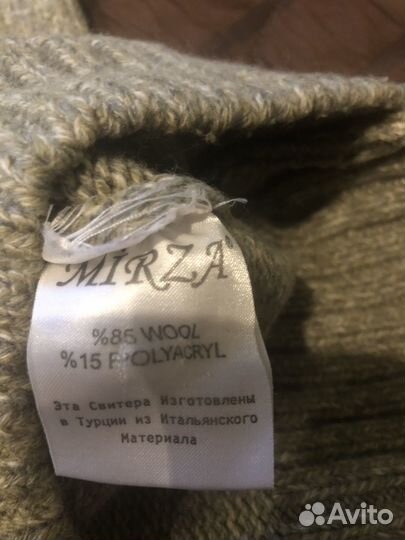 MIRZA
%85 WOOL
%15 POLYACRYL
Эта Свитера Изготовлены
в Турции из Итальянского
Материала
Avito